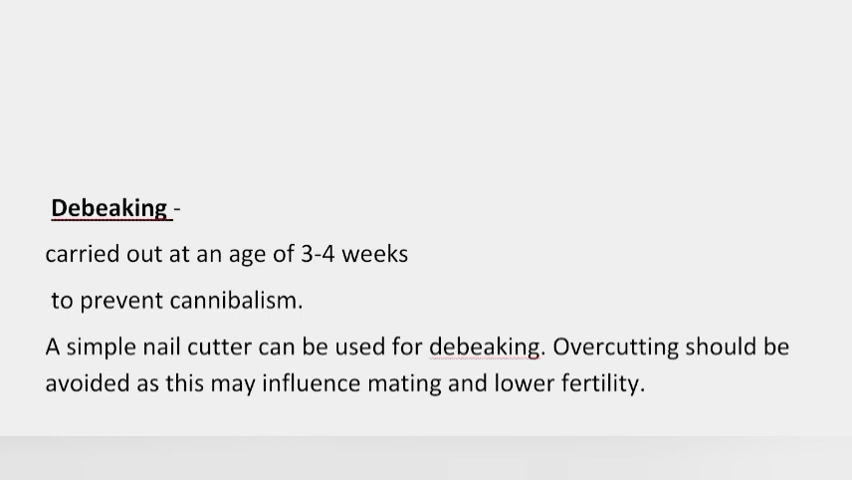 Debeaking -
carried out at an age of 3-4 weeks
to prevent cannibalism.
A simple nail cutter can be used for debeaking. Overcutting should be
avoided as this may influence mating and lower fertility.